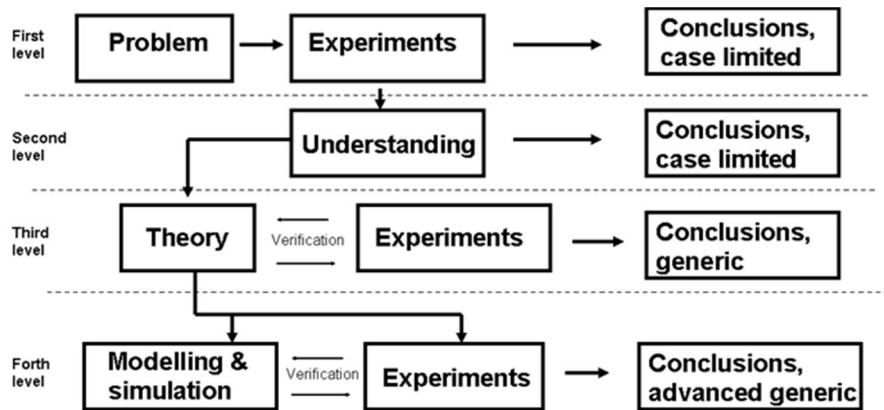 First
level
Problem
Experiments
Conclusions,
case limited
Second
level
Understanding
Conclusions,
case limited
Third
level
Theory
Verification
Experiments
Conclusions,
generic
Forth
level
Modelling &
simulation
Verification
Experiments
Conclusions,
advanced generic